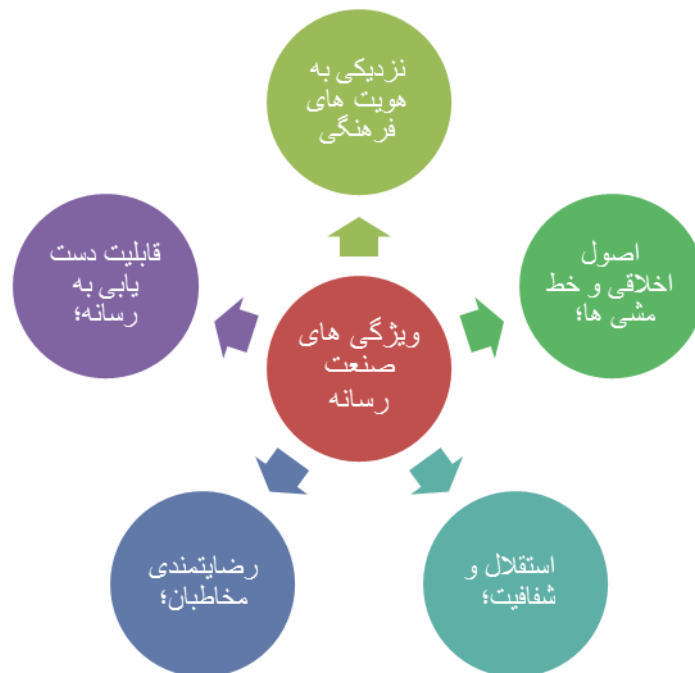 نزدیکی به
هویت های
فرهنگی
اصول
اخلاقی و خط
مشی ها؛
قابلیت دست
یابی به
رسانه؛
ویژگی های
صنعت
رسانه
استقلال و
شفافیت؛
رضایتمندی
مخاطبان؛